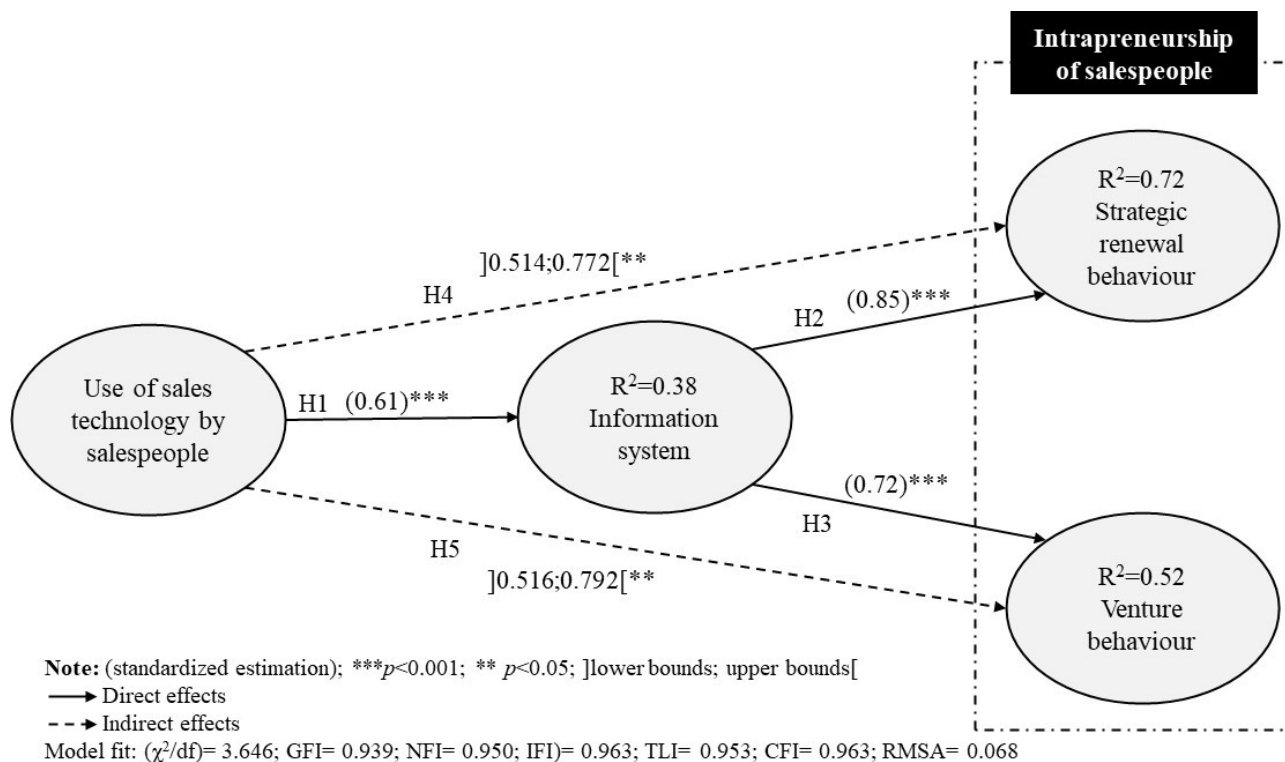 Intrapreneurship
of salespeople
R²=0.72
Strategic
renewal
behaviour
]0.514;0.772[**
H4
H2 (0.85)***
Use of sales
technology by
salespeople
H1 (0.61)***
R²=0.38
Information
system
(0.72)***
H3
H5
]0.516;0.792[**
R²=0.52
Venture
behaviour
Note: (standardized estimation); ***p<0.001; ** p<0.05; ]lower bounds; upper bounds[
Direct effects
Indirect effects
Model fit: (χ²/df)= 3.646; GFI= 0.939; NFI= 0.950; IFI)= 0.963; TLI= 0.953; CFI= 0.963; RMSA= 0.068